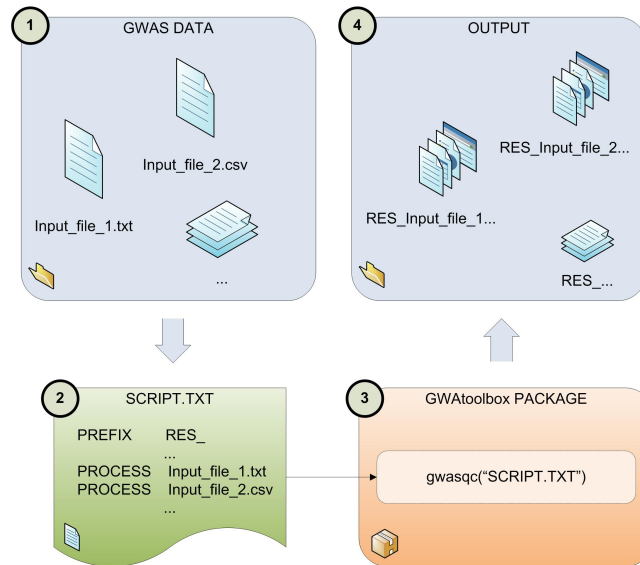 1
GWAS DATA
Input_file_2.csv
Input_file_1.txt
...
4
OUTPUT
RES_Input_file_2...
RES_Input_file_1...
RES_...
2
SCRIPT.TXT
PREFIX RES_
...
PROCESS Input_file_1.txt
PROCESS Input_file_2.csv
...
3
GWAtoolbox PACKAGE
gwasqc(“SCRIPT.TXT”)